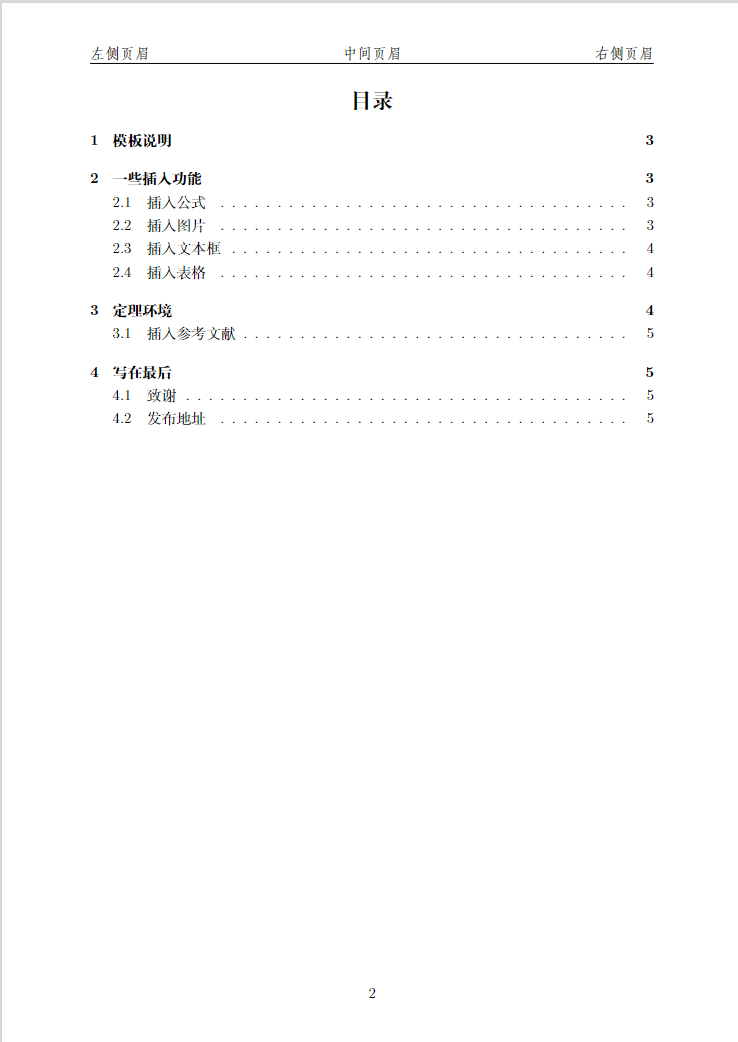 左侧页眉 中间页眉 右侧页眉
目录
1 模板说明 3
2 一些插入功能 3
2.1 插入公式 . . . . . . . . . . . . . . . . . . . . . . . . . . . . . . . . . . . . 3
2.2 插入图片 . . . . . . . . . . . . . . . . . . . . . . . . . . . . . . . . . . . . 3
2.3 插入文本框 . . . . . . . . . . . . . . . . . . . . . . . . . . . . . . . . . . . 4
2.4 插入表格 . . . . . . . . . . . . . . . . . . . . . . . . . . . . . . . . . . . . 4
3 定理环境 4
3.1 插入参考文献 . . . . . . . . . . . . . . . . . . . . . . . . . . . . . . . . . . 5
4 写在最后 5
4.1 致谢 . . . . . . . . . . . . . . . . . . . . . . . . . . . . . . . . . . . . . . . 5
4.2 发布地址 . . . . . . . . . . . . . . . . . . . . . . . . . . . . . . . . . . . . 5
2